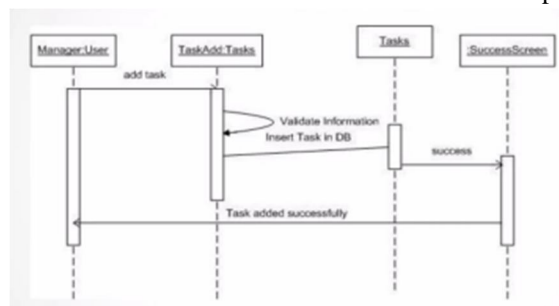 Manager:User
TaskAdd:Tasks
Tasks
:SuccessScreen
add task
Validate Information
Insert Task in DB
success
Task added successfully